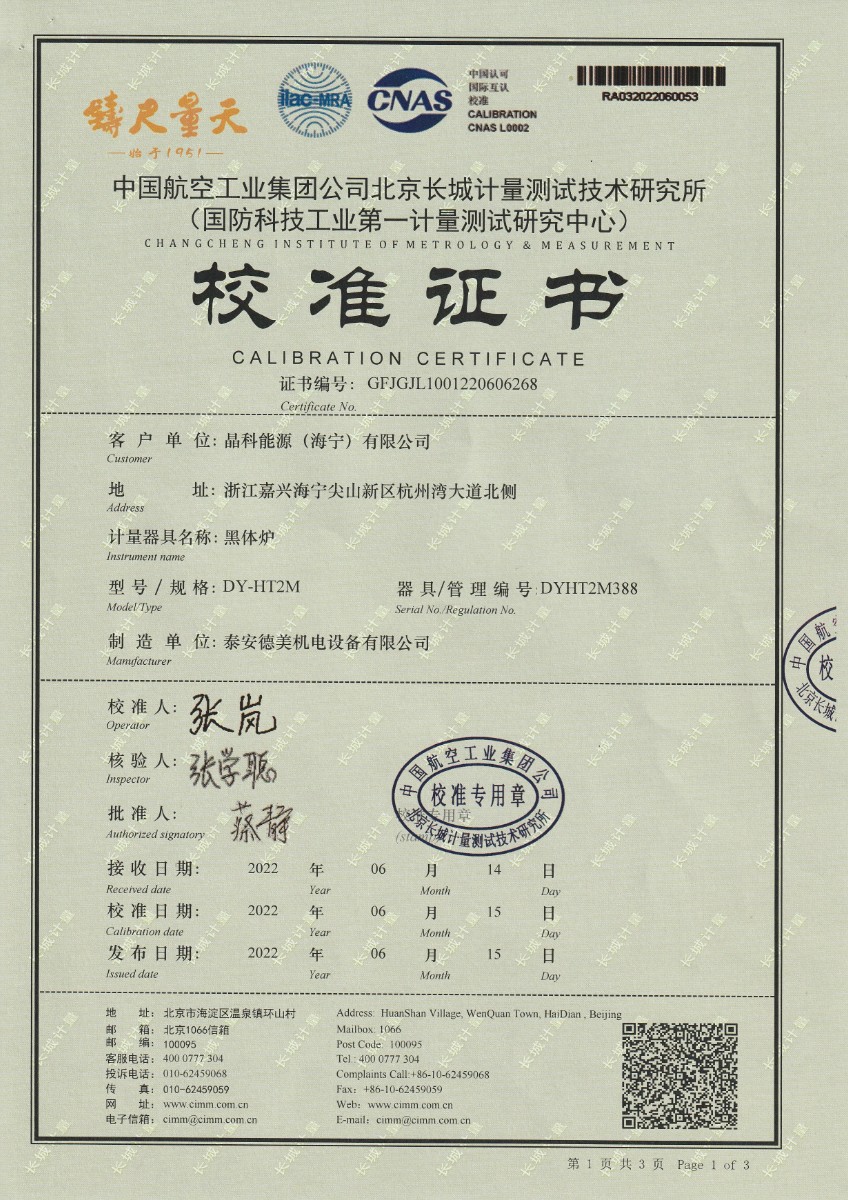 铸尺量天
始于1951
ilac-MRA
CNAS
中国认可
国际互认
校准
CALIBRATION
CNAS L0002
RA032022060053
中国航空工业集团公司北京长城计量测试技术研究所
（国防科技工业第一计量测试研究中心）
CHANGCHENG INSTITUTE OF METROLOGY & MEASUREMENT
校准证书
CALIBRATION CERTIFICATE
证书编号: GFJGJL1001220606268
Certificate No.
客户单位: 晶科能源（海宁）有限公司
Customer
地址: 浙江嘉兴海宁尖山新区杭州湾大道北侧
Address
计量器具名称: 黑体炉
Instrument name
型号/规格: DY-HT2M 器具/管理编号: DYHT2M388
Model/Type Serial No./Regulation No.
制造单位: 泰安德美机电设备有限公司
Manufacturer
校准人: 张岚
Operator
核验人: 张学聪
Inspector
批准人: 蔡静
Authorized signatory
中国航空工业集团公司
校准专用章
北京长城计量测试技术研究所
校准专用章
(stamp)
中国航
校
北京长城
接收日期: 2022 年 06 月 14 日
Received date Year Month Day
校准日期: 2022 年 06 月 15 日
Calibration date Year Month Day
发布日期: 2022 年 06 月 15 日
Issued date Year Month Day
地址: 北京市海淀区温泉镇环山村 Address: HuanShan Village, WenQuan Town, HaiDian , Beijing
邮箱: 北京1066信箱 Mailbox: 1066
邮编: 100095 Post Code: 100095
客服电话: 400 0777 304 Tel : 400 0777 304
投诉电话: 010-62459068 Complaints Call:+86-10-62459068
传真: 010-62459059 Fax: +86-10-62459059
网址: www.cimm.com.cn Web: www.cimm.com.cn
电子信箱: cimm@cimm.com.cn E-mail: cimm@cimm.com.cn
第 1 页 共 3 页 Page 1 of 3
长城计量